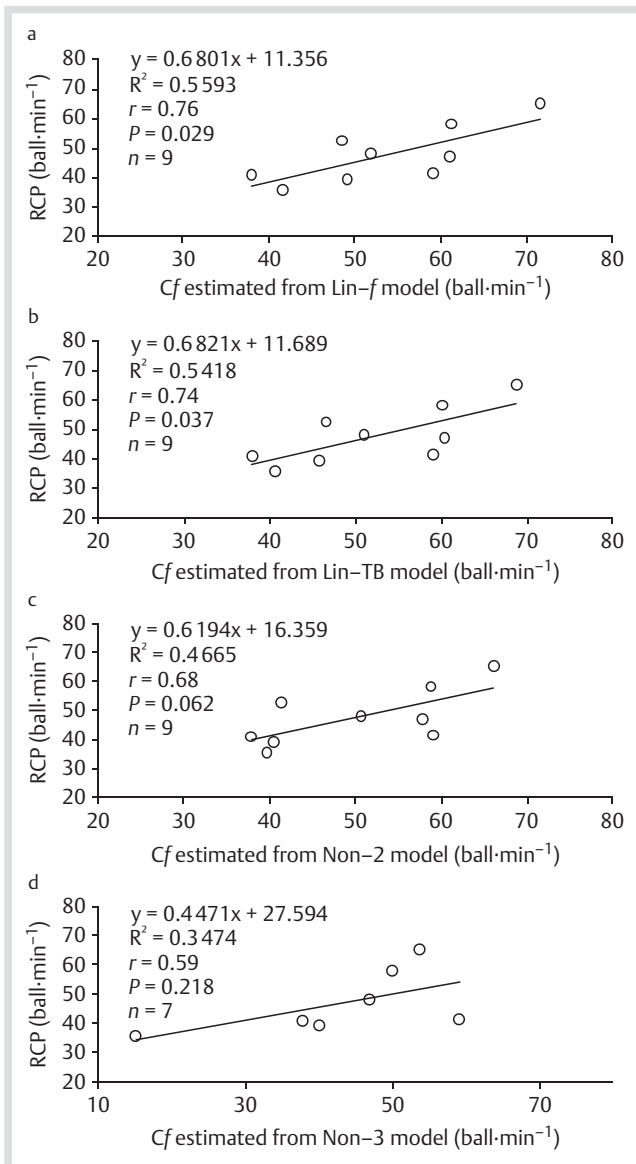 a
y = 0.6801x + 11.356
R² = 0.5593
r = 0.76
P = 0.029
n = 9
RCP (ball·min⁻¹)
80
70
60
50
40
30
20
20 30 40 50 60 70 80
Cf estimated from Lin–f model (ball·min⁻¹)
b
y = 0.6821x + 11.689
R² = 0.5418
r = 0.74
P = 0.037
n = 9
RCP (ball·min⁻¹)
80
70
60
50
40
30
20
20 30 40 50 60 70 80
Cf estimated from Lin–TB model (ball·min⁻¹)
c
y = 0.6194x + 16.359
R² = 0.4665
r = 0.68
P = 0.062
n = 9
RCP (ball·min⁻¹)
80
70
60
50
40
30
20
20 30 40 50 60 70 80
Cf estimated from Non–2 model (ball·min⁻¹)
d
y = 0.4471x + 27.594
R² = 0.3474
r = 0.59
P = 0.218
n = 7
RCP (ball·min⁻¹)
80
70
60
50
40
30
20
10 30 50 70
Cf estimated from Non–3 model (ball·min⁻¹)